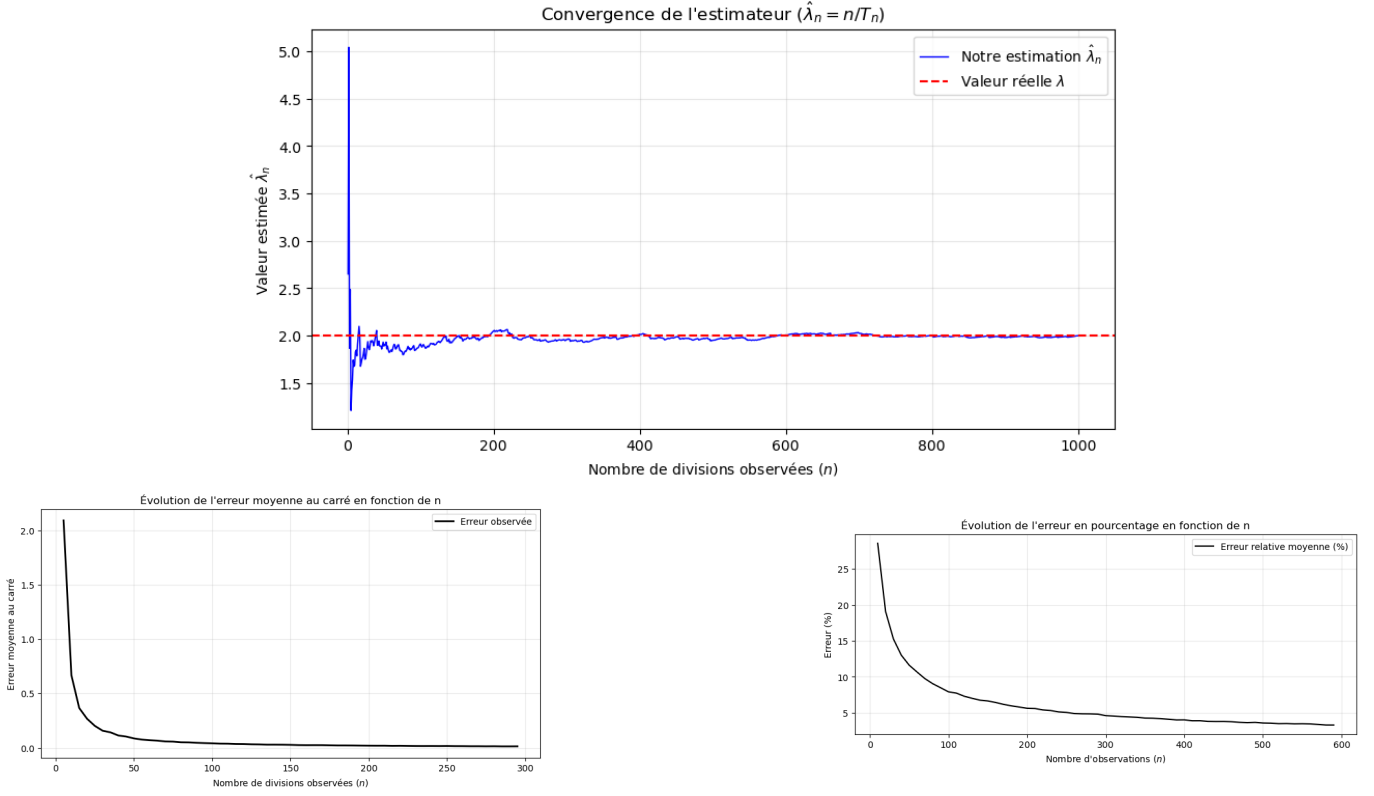 Convergence de l'estimateur (λ̂ₙ = n/Tₙ)
5.0
4.5
4.0
3.5
3.0
2.5
2.0
1.5
Valeur estimée λ̂ₙ
Notre estimation λ̂ₙ
Valeur réelle λ
0 200 400 600 800 1000
Nombre de divisions observées (n)
Évolution de l'erreur moyenne au carré en fonction de n
2.0
1.5
1.0
0.5
0.0
Erreur moyenne au carré
Erreur observée
0 50 100 150 200 250 300
Nombre de divisions observées (n)
Évolution de l'erreur en pourcentage en fonction de n
25
20
15
10
5
Erreur (%)
Erreur relative moyenne (%)
0 100 200 300 400 500 600
Nombre d'observations (n)